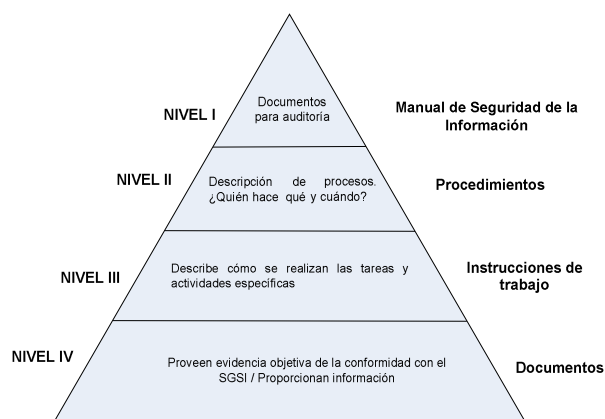 NIVEL I
Documentos
para auditoría
Manual de Seguridad de la
Información
NIVEL II
Descripción de procesos.
¿Quién hace qué y cuándo?
Procedimientos
NIVEL III
Describe cómo se realizan las tareas y
actividades específicas
Instrucciones de
trabajo
NIVEL IV
Proveen evidencia objetiva de la conformidad con el
SGSI / Proporcionan información
Documentos